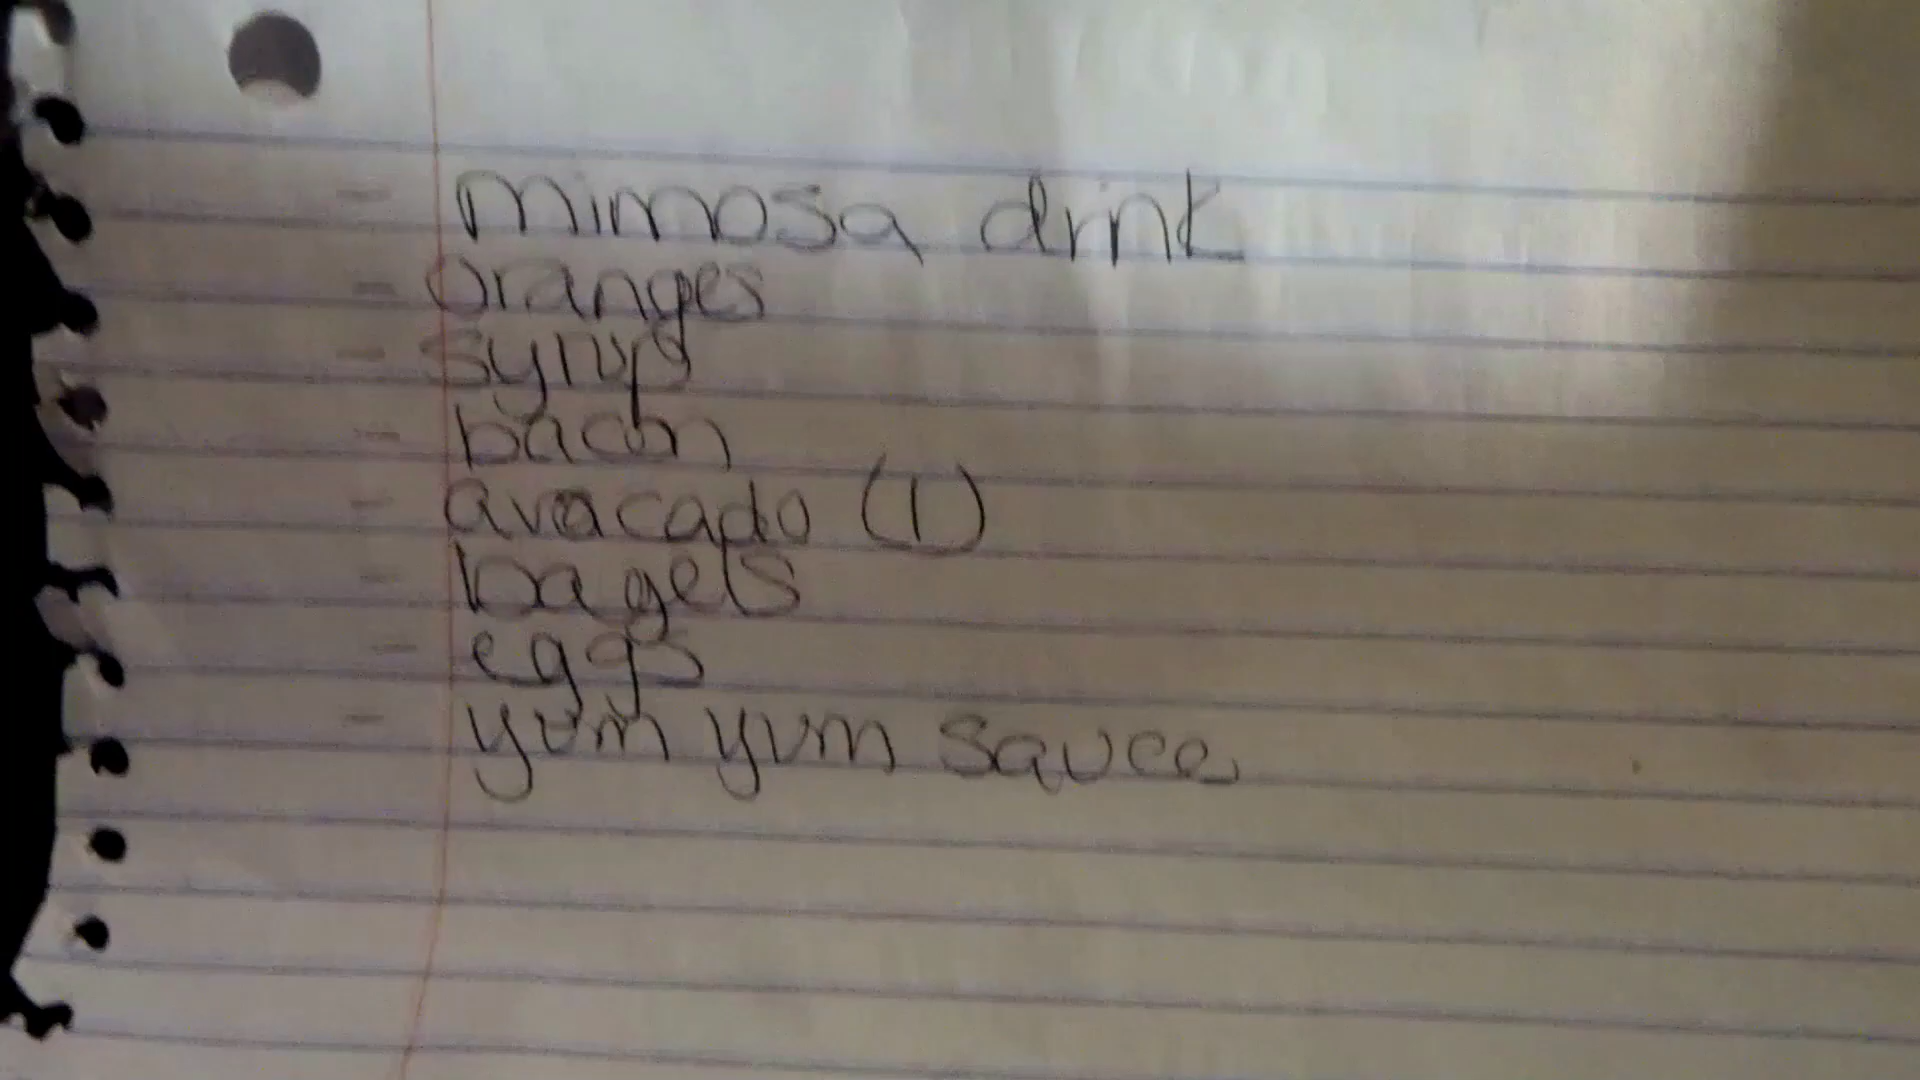 - mimosa drink
- oranges
- syrup
- bacon
- avacado (1)
- bagels
- eggs
- yum yum sauce